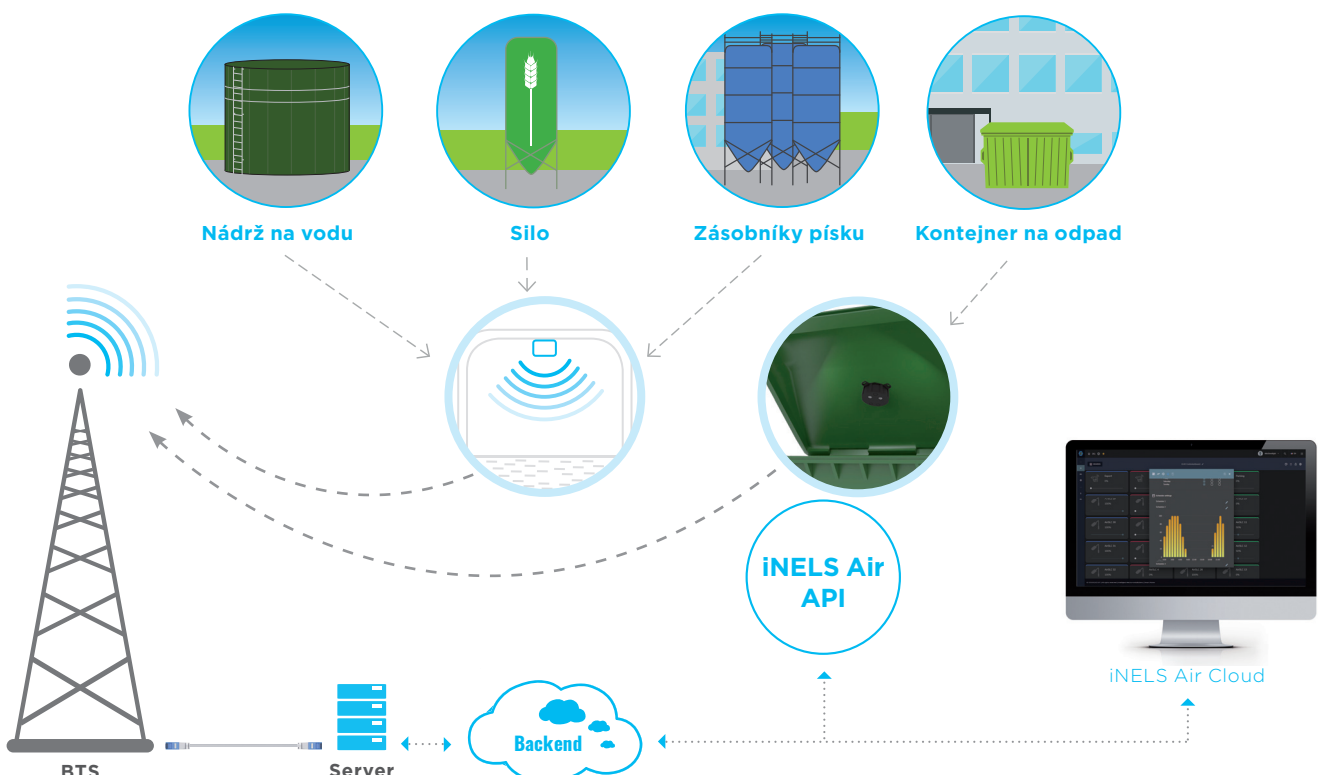 Nádrž na vodu
Silo
Zásobníky písku
Kontejner na odpad
iNELS Air
API
iNELS Air Cloud
Backend
BTS
Server